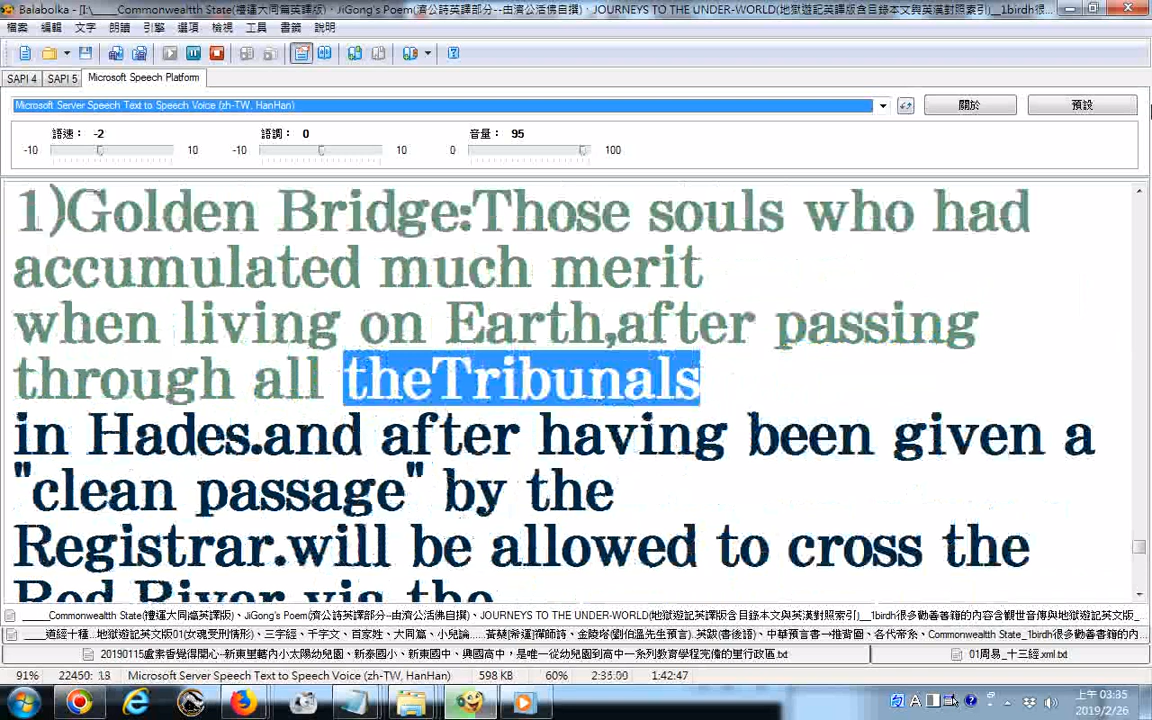 Balabolka - [I:\_____Commonwealtth State(禮運大同篇英譯版)、JiGong's Poem(濟公詩英譯部分--由濟公活佛自撰)、JOURNEYS TO THE UNDER-WORLD(地獄遊記英譯版含目錄本文與英漢對照索引)__1birdh很多...
檔案 編輯 文字 朗讀 引擎 選項 檢視 工具 書籤 說明
SAPI 4 SAPI 5 Microsoft Speech Platform
Microsoft Server Speech Text to Speech Voice (zh-TW, HanHan) 關於 預設
語速： -2 語調： 0 音量： 95
-10 10 -10 10 0 100
1)Golden Bridge:Those souls who had
accumulated much merit
when living on Earth,after passing
through all theTribunals
in Hades.and after having been given a
"clean passage" by the
Registrar.will be allowed to cross the
Red River via the
_____Commonwealtth State(禮運大同篇英譯版)、JiGong's Poem(濟公詩英譯部分--由濟公活佛自撰)、JOURNEYS TO THE UNDER-WORLD(地獄遊記英譯版含目錄本文與英漢對照索引)__1birdh很多勸善書籍的內容含觀世音傳與地獄遊記英文版_
道經十種...地獄遊記英文版01(女魂受刑情形)、三字經、千字文、百家姓、大同篇、小兒論......黃蘗[希運]禪師詩、金陵塔(劉伯溫先生預言).英跋(書後語)、中華預言書一推背圖、各代帝系、Commonwealtth State_1birdh很多勸善書籍的內...
20190115盧素香覺得開心--新東里轄內小太陽幼兒園、新泰國小、新東國中、興國高中，是唯一從幼兒園到高中一系列教育學程完備的里行政區.txt 01周易_十三經.xml.txt
91% 22450: 13 Microsoft Server Speech Text to Speech Voice (zh-TW, HanHan) 598 KB 60% 2:35:00 1:42:47
上午 03:35
2019/2/26